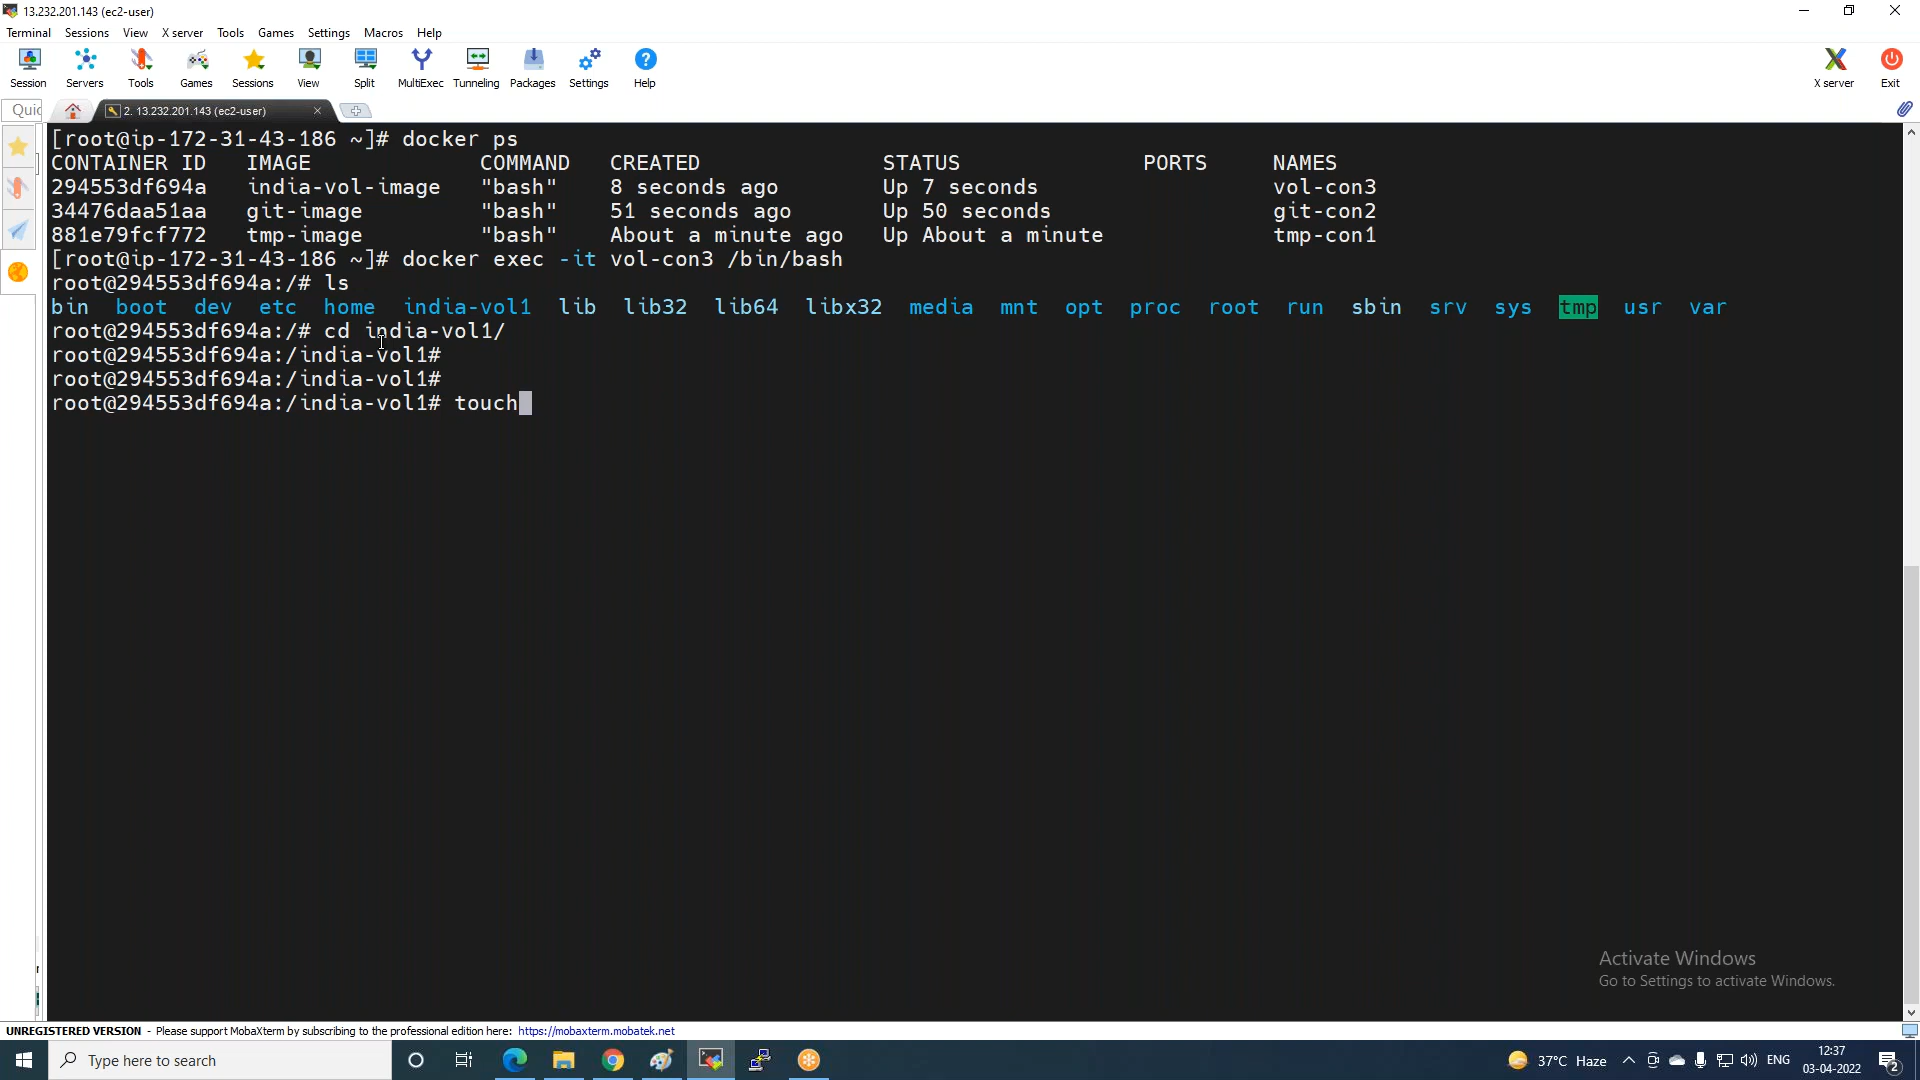 13.232.201.143 (ec2-user)
Terminal Sessions View X server Tools Games Settings Macros Help
Session Servers Tools Games Sessions View Split MultiExec Tunneling Packages Settings Help X server Exit
Quic 2. 13.232.201.143 (ec2-user)
[root@ip-172-31-43-186 ~]# docker ps
CONTAINER ID IMAGE COMMAND CREATED STATUS PORTS NAMES
294553df694a india-vol-image "bash" 8 seconds ago Up 7 seconds vol-con3
34476daa51aa git-image "bash" 51 seconds ago Up 50 seconds git-con2
881e79fcf772 tmp-image "bash" About a minute ago Up About a minute tmp-con1
[root@ip-172-31-43-186 ~]# docker exec -it vol-con3 /bin/bash
root@294553df694a:/# ls
bin boot dev etc home india-vol1 lib lib32 lib64 libx32 media mnt opt proc root run sbin srv sys tmp usr var
root@294553df694a:/# cd india-vol1/
root@294553df694a:/india-vol1#
root@294553df694a:/india-vol1#
root@294553df694a:/india-vol1# touch
Activate Windows
Go to Settings to activate Windows.
UNREGISTERED VERSION - Please support MobaXterm by subscribing to the professional edition here: https://mobaxterm.mobatek.net
Type here to search
37°C Haze
ENG
12:37
03-04-2022
2